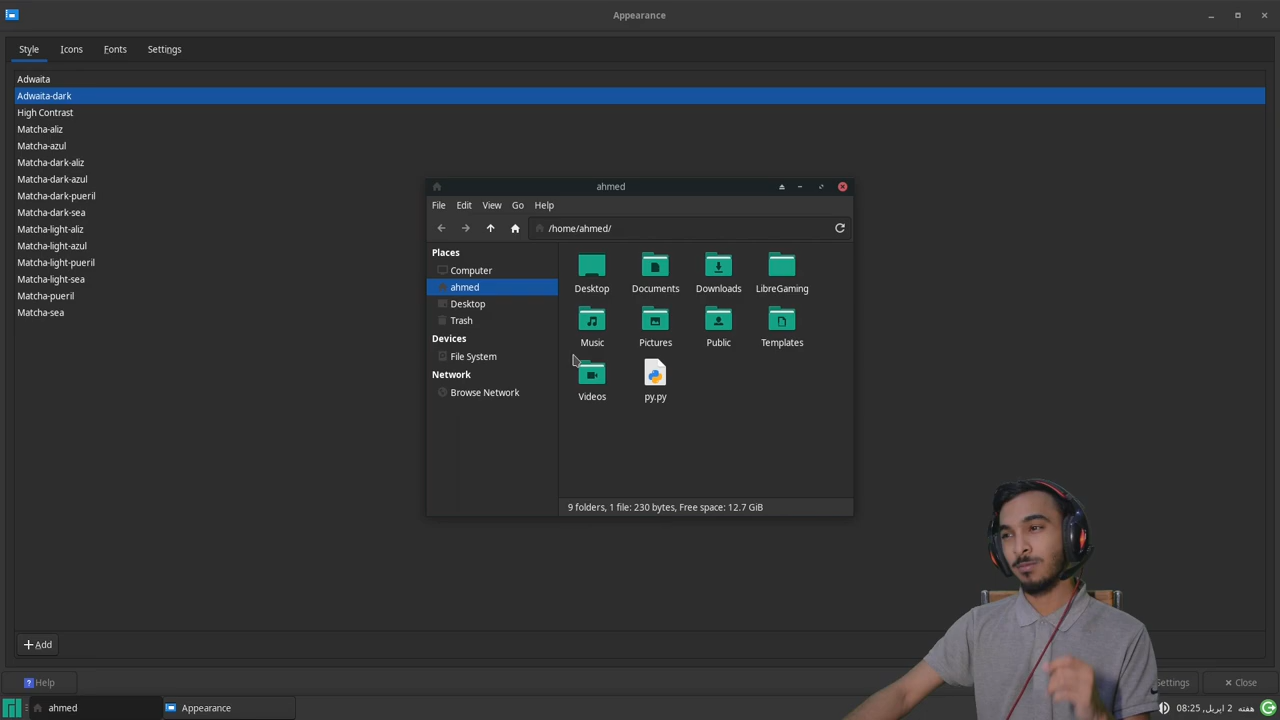 Appearance
Style Icons Fonts Settings
Adwaita
Adwaita-dark
High Contrast
Matcha-aliz
Matcha-azul
Matcha-dark-aliz
Matcha-dark-azul
Matcha-dark-pueril
Matcha-dark-sea
Matcha-light-aliz
Matcha-light-azul
Matcha-light-pueril
Matcha-light-sea
Matcha-pueril
Matcha-sea
ahmed
File Edit View Go Help
/home/ahmed/
Places
Computer
ahmed
Desktop
Trash
Devices
File System
Network
Browse Network
Desktop Documents Downloads LibreGaming
Music Pictures Public Templates
Videos py.py
9 folders, 1 file: 230 bytes, Free space: 12.7 GiB
+Add
? Help
Settings
× Close
ahmed
Appearance
هفته 2 اپریل, 08:25